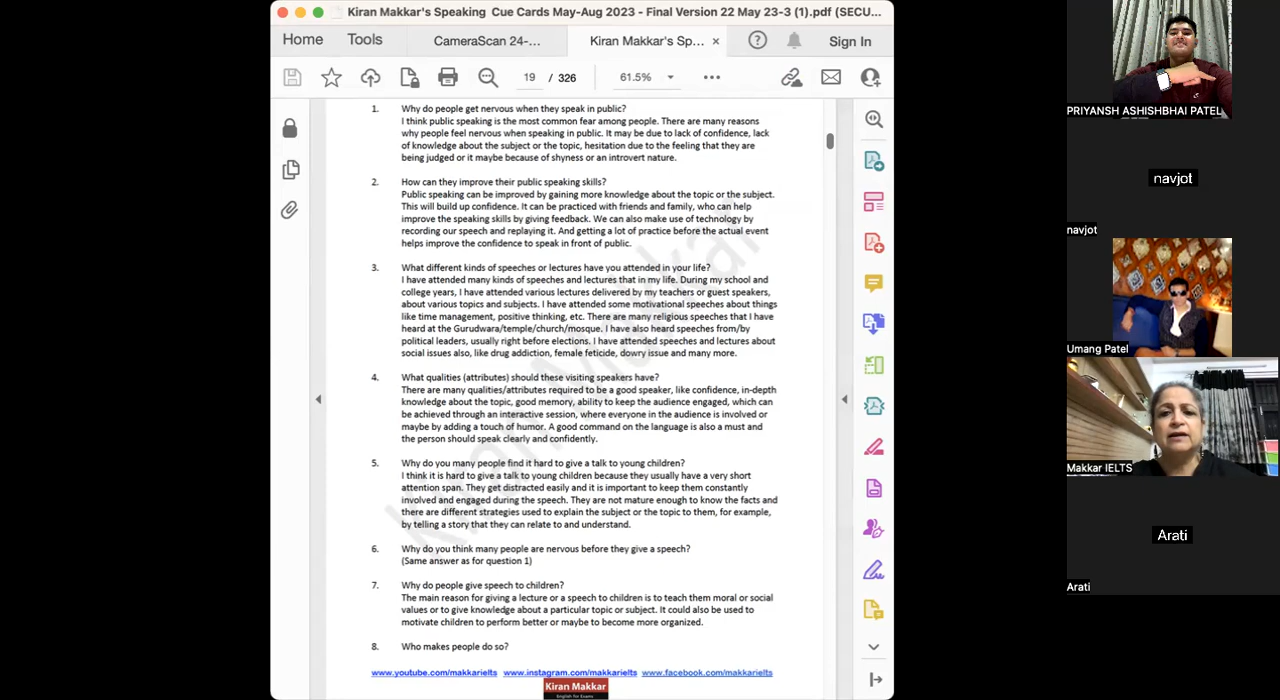 Kiran Makkar's Speaking Cue Cards May-Aug 2023 - Final Version 22 May 23-3 (1).pdf (SECU...
Home Tools CameraScan 24-... Kiran Makkar's Sp... × Sign In
19 / 326 61.5%
1. Why do people get nervous when they speak in public?
I think public speaking is the most common fear among people. There are many reasons
why people feel nervous when speaking in public. It may be due to lack of confidence, lack
of knowledge about the subject or the topic, hesitation due to the feeling that they are
being judged or it maybe because of shyness or an introvert nature.
2. How can they improve their public speaking skills?
Public speaking can be improved by gaining more knowledge about the topic or the subject.
This will build up confidence. It can be practiced with friends and family, who can help
improve the speaking skills by giving feedback. We can also make use of technology by
recording our speech and replaying it. And getting a lot of practice before the actual event
helps improve the confidence to speak in front of public.
3. What different kinds of speeches or lectures have you attended in your life?
I have attended many kinds of speeches and lectures that in my life. During my school and
college years, I have attended various lectures delivered by my teachers or guest speakers,
about various topics and subjects. I have attended some motivational speeches about things
like time management, positive thinking, etc. There are many religious speeches that I have
heard at the Gurudwara/temple/church/mosque. I have also heard speeches from/by
political leaders, usually right before elections. I have attended speeches and lectures about
social issues also, like drug addiction, female feticide, dowry issue and many more.
4. What qualities (attributes) should these visiting speakers have?
There are many qualities/attributes required to be a good speaker, like confidence, in-depth
knowledge about the topic, good memory, ability to keep the audience engaged, which can
be achieved through an interactive session, where everyone in the audience is involved or
maybe by adding a touch of humor. A good command on the language is also a must and
the person should speak clearly and confidently.
5. Why do you many people find it hard to give a talk to young children?
I think it is hard to give a talk to young children because they usually have a very short
attention span. They get distracted easily and it is important to keep them constantly
involved and engaged during the speech. They are not mature enough to know the facts and
there are different strategies used to explain the subject or the topic to them, for example,
by telling a story that they can relate to and understand.
6. Why do you think many people are nervous before they give a speech?
(Same answer as for question 1)
7. Why do people give speech to children?
The main reason for giving a lecture or a speech to children is to teach them moral or social
values or to give knowledge about a particular topic or subject. It could also be used to
motivate children to perform better or maybe to become more organized.
8. Who makes people do so?
www.youtube.com/makkarielts www.instagram.com/makkarielts www.facebook.com/makkarielts
Kiran Makkar
English for Exams
Kiran Makkar
PRIYANSH ASHISHBHAI PATEL
navjot
navjot
Umang Patel
Makkar IELTS
Arati
Arati